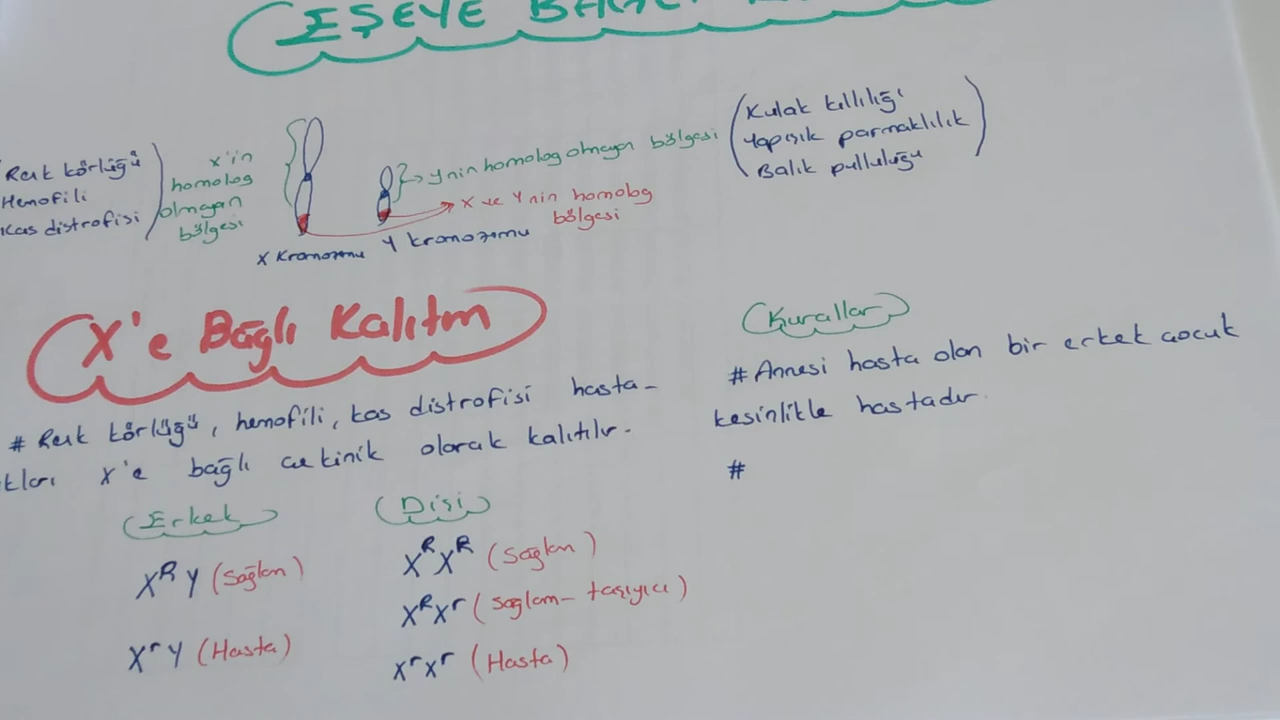 EŞEYE BAĞLI
Renk körlüğü
Hemofili
Kas distrofisi
X'in
homolog
olmayan
bölgesi
X Kromozomu
Y kromozomu
Y nin homolog olmayan bölgesi
X ve Y nin homolog
bölgesi
Kulak kıllılığı
Yapışık parmaklılık
Balık pulluluğu
X'e Bağlı Kalıtım
# Renk körlüğü, hemofili, kas distrofisi hasta-
ıkları X'e bağlı çekinik olarak kalıtılır.
Erkek
X^R Y (Sağlam)
X^r Y (Hasta)
Dişi
X^R X^R (Sağlam)
X^R X^r (Sağlam- taşıyıcı)
X^r X^r (Hasta)
Kurallar
# Annesi hasta olan bir erkek çocuk
kesinlikle hastadır.
#